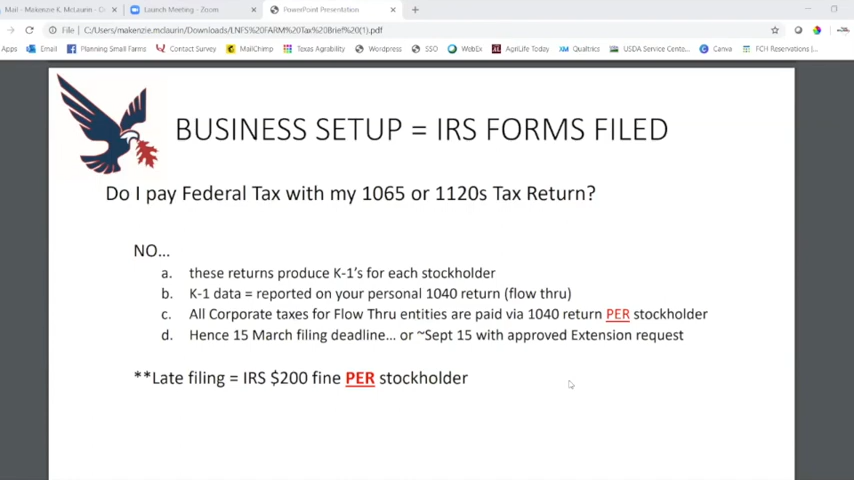 Mail - Makenzie K. McLaurin - O
Launch Meeting - Zoom
PowerPoint Presentation
File | C:/Users/makenzie.mclaurin/Downloads/LNFS%20FARM%20Tax%20Brief%20(1).pdf
Apps Email Planning Small Farms Contact Survey MailChimp Texas Agrability Wordpress SSO WebEx AgriLife Today XM Qualtrics USDA Service Cente... Canva FCH Reservations |...
BUSINESS SETUP = IRS FORMS FILED
Do I pay Federal Tax with my 1065 or 1120s Tax Return?
NO...
a. these returns produce K-1's for each stockholder
b. K-1 data = reported on your personal 1040 return (flow thru)
c. All Corporate taxes for Flow Thru entities are paid via 1040 return PER stockholder
d. Hence 15 March filing deadline... or ~Sept 15 with approved Extension request
**Late filing = IRS $200 fine PER stockholder